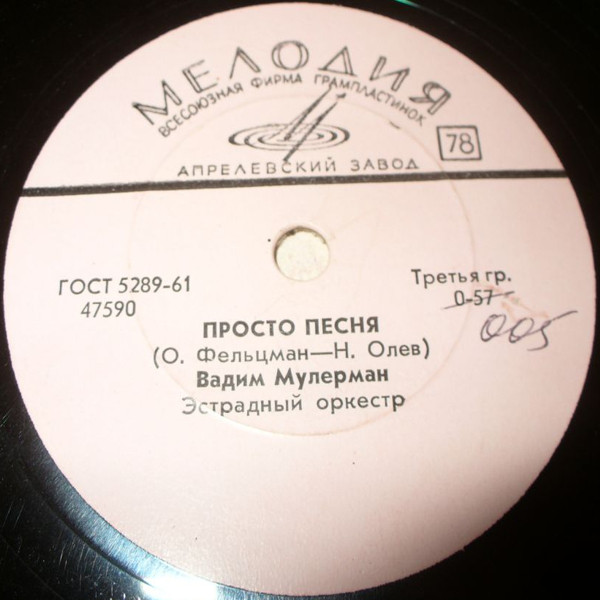 МЕЛОДИЯ
ВСЕСОЮЗНАЯ ФИРМА ГРАМПЛАСТИНОК
78
АПРЕЛЕВСКИЙ ЗАВОД
ГОСТ 5289-61
47590
Третья гр.
0-57
005
ПРОСТО ПЕСНЯ
(О. Фельцман—Н. Олев)
Вадим Мулерман
Эстрадный оркестр